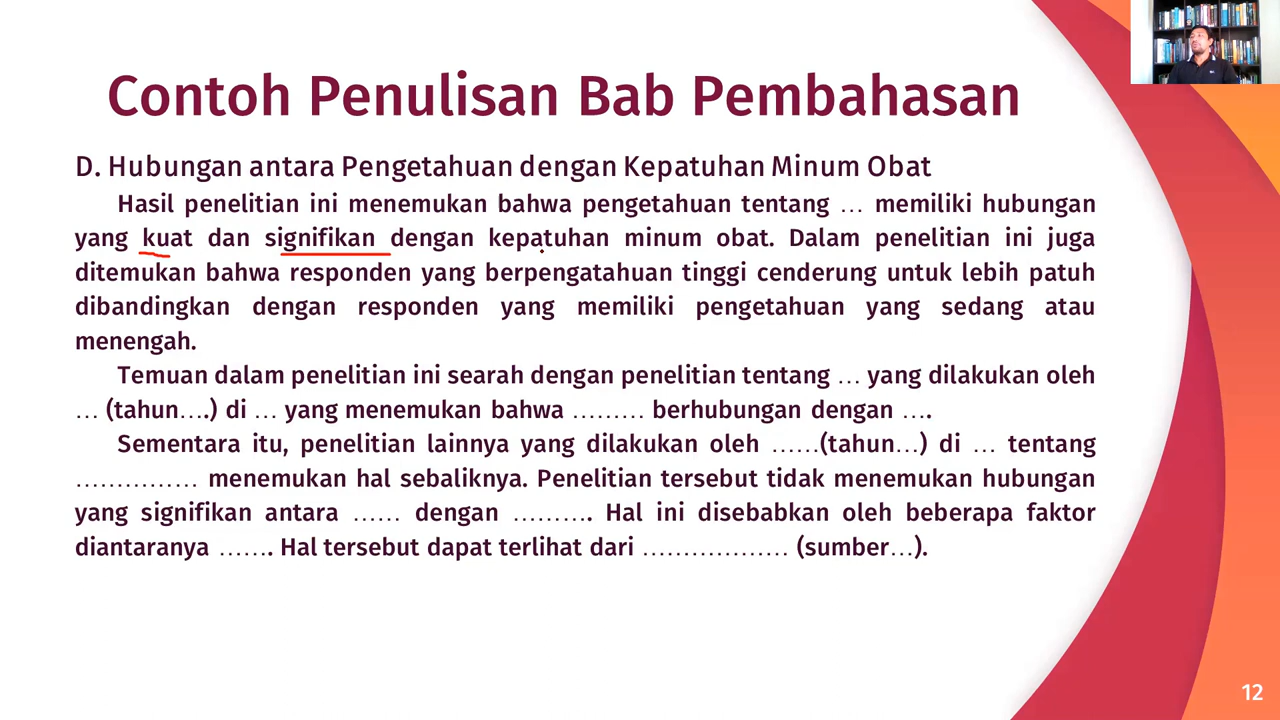 Contoh Penulisan Bab Pembahasan
D. Hubungan antara Pengetahuan dengan Kepatuhan Minum Obat
Hasil penelitian ini menemukan bahwa pengetahuan tentang … memiliki hubungan
yang kuat dan signifikan dengan kepatuhan minum obat. Dalam penelitian ini juga
ditemukan bahwa responden yang berpengatahuan tinggi cenderung untuk lebih patuh
dibandingkan dengan responden yang memiliki pengetahuan yang sedang atau
menengah.
Temuan dalam penelitian ini searah dengan penelitian tentang … yang dilakukan oleh
… (tahun….) di … yang menemukan bahwa ……… berhubungan dengan ….
Sementara itu, penelitian lainnya yang dilakukan oleh ……(tahun…) di … tentang
…………… menemukan hal sebaliknya. Penelitian tersebut tidak menemukan hubungan
yang signifikan antara …… dengan ………. Hal ini disebabkan oleh beberapa faktor
diantaranya ……. Hal tersebut dapat terlihat dari ……………… (sumber…).
12